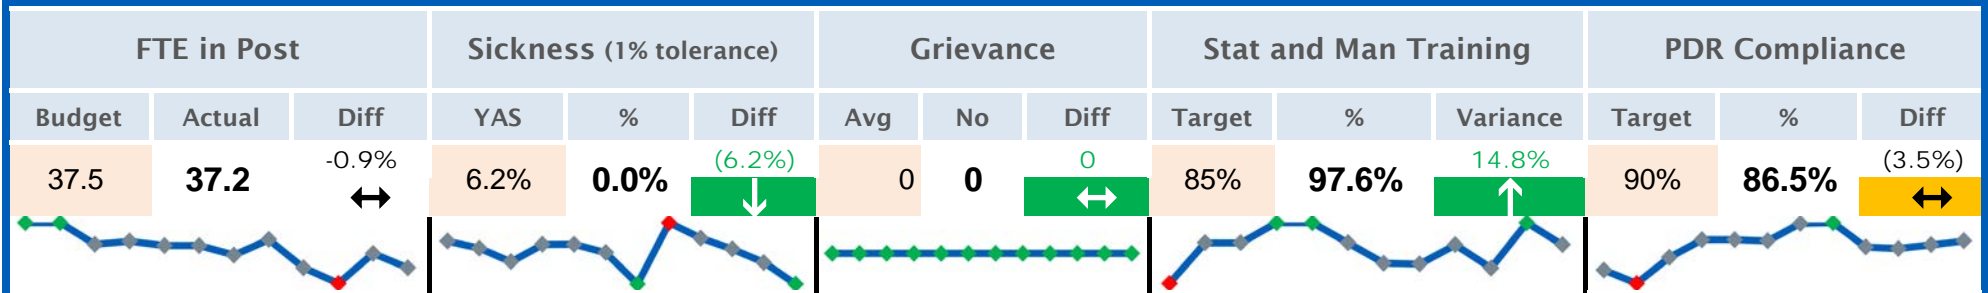 FTE in Post Sickness (1% tolerance) Grievance Stat and Man Training PDR Compliance
Budget Actual Diff YAS % Diff Avg No Diff Target % Variance Target % Diff
37.5 37.2 -0.9% 6.2% 0.0% (6.2%) 0 0 0 85% 97.6% 14.8% 90% 86.5% (3.5%)